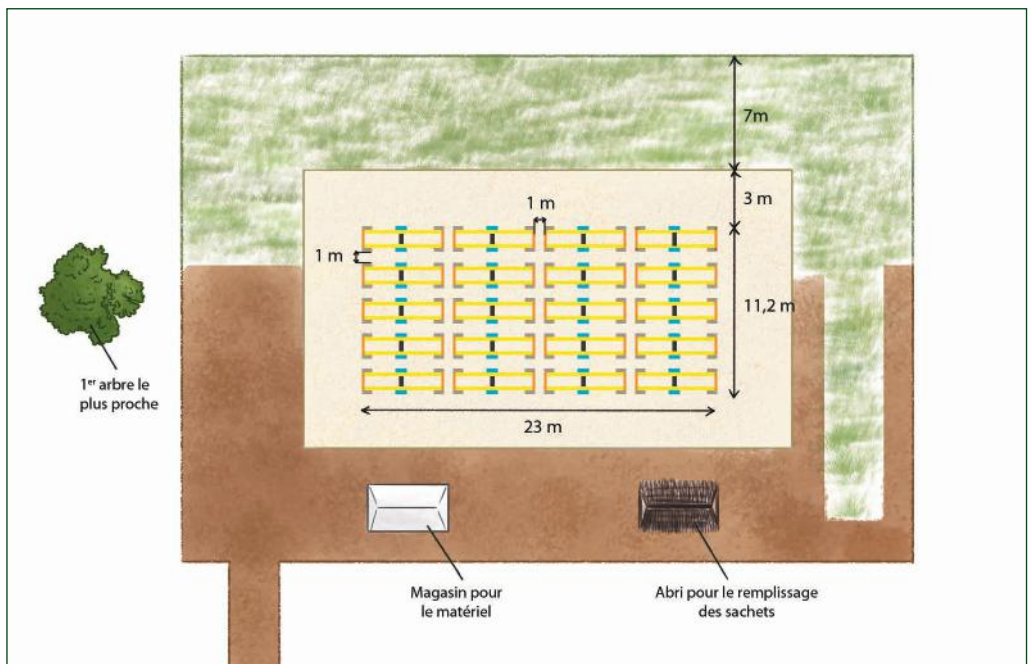 7m
3 m
1 m
1 m
11,2 m
1er arbre le
plus proche
23 m
Magasin pour
le matériel
Abri pour le remplissage
des sachets